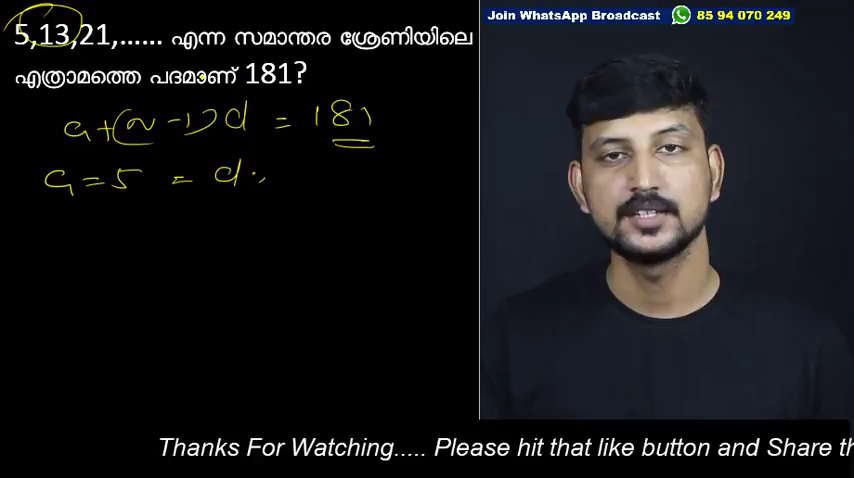 5,13,21,...... എന്ന സമാന്തര ശ്രേണിയിലെ
എത്രാമത്തെ പദമാണ് 181?
a+(n-1)d = 181
a = 5 = d
Join WhatsApp Broadcast 85 94 070 249
Thanks For Watching..... Please hit that like button and Share th